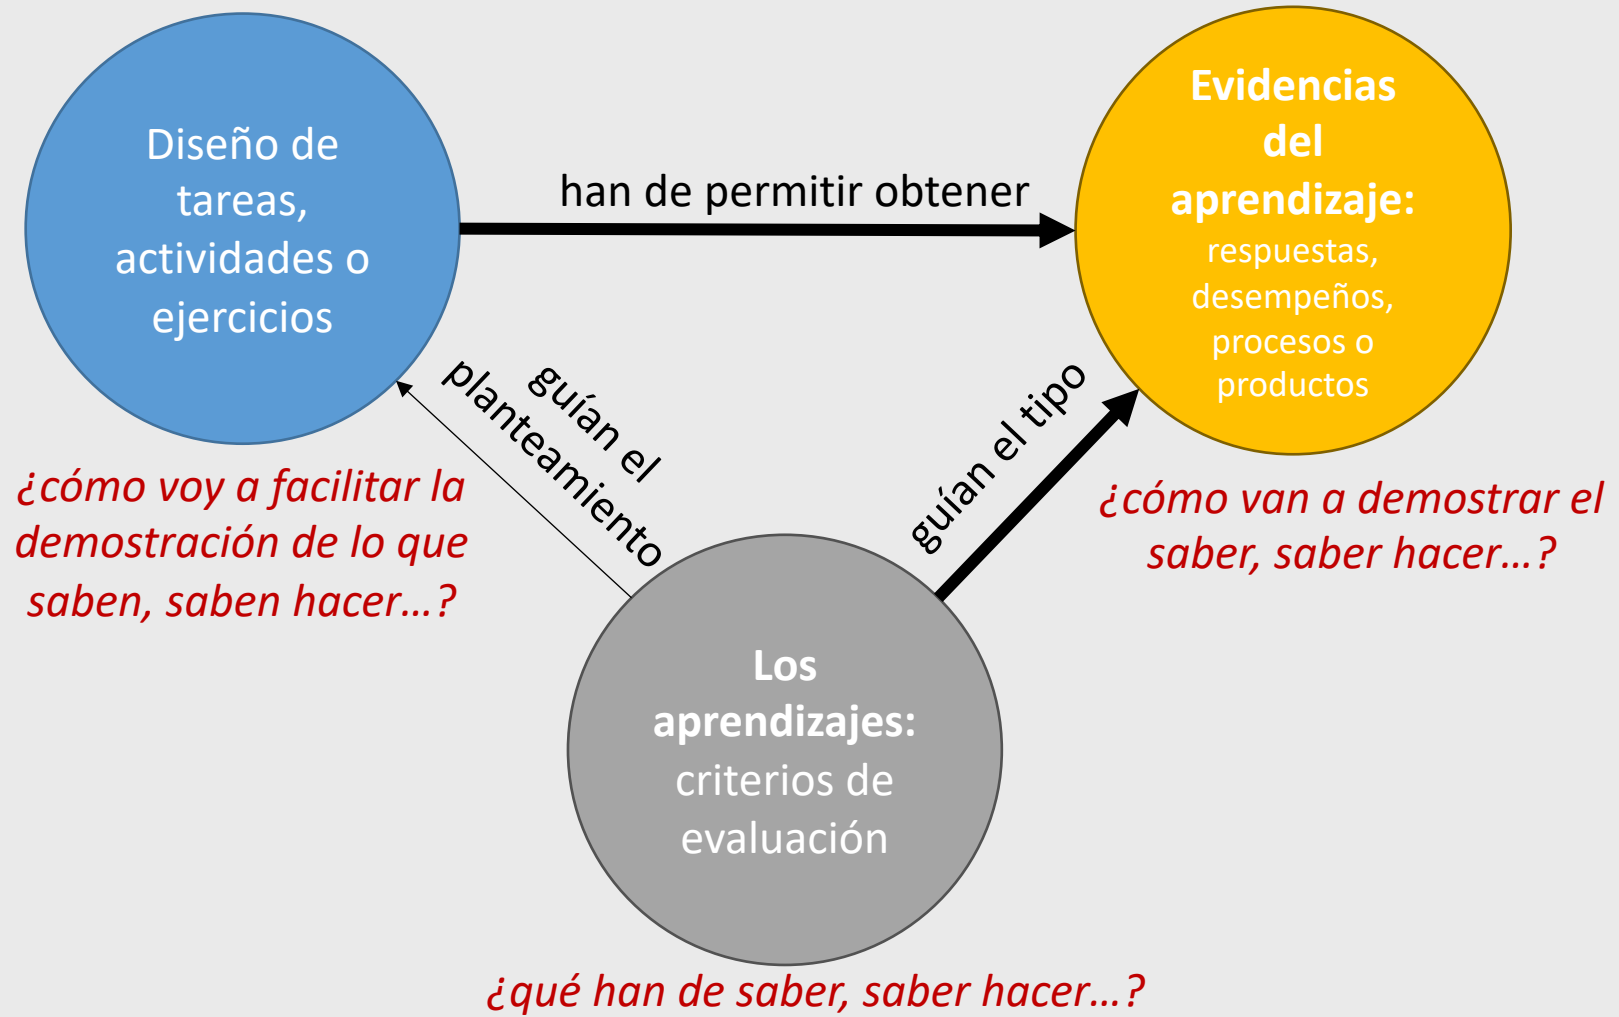 Diseño de
tareas,
actividades o
ejercicios
han de permitir obtener
Evidencias
del
aprendizaje:
respuestas,
desempeños,
procesos o
productos
guían el
planteamiento
guían el tipo
¿cómo voy a facilitar la
demostración de lo que
saben, saben hacer…?
¿cómo van a demostrar el
saber, saber hacer…?
Los
aprendizajes:
criterios de
evaluación
¿qué han de saber, saber hacer…?